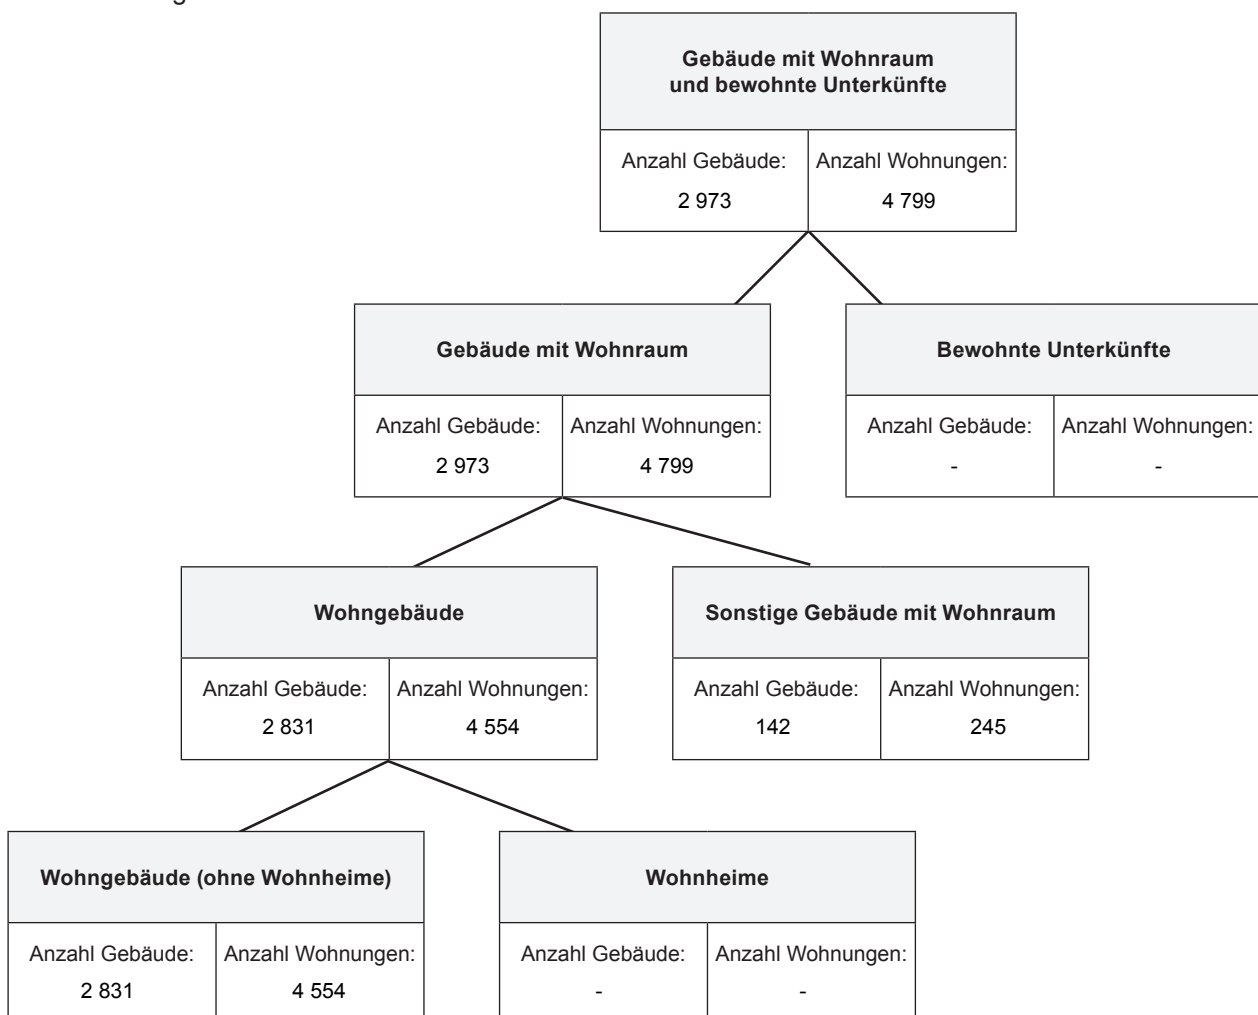 Gebäude mit Wohnraum
und bewohnte Unterkünfte
Anzahl Gebäude: Anzahl Wohnungen:
2 973 4 799
Gebäude mit Wohnraum Bewohnte Unterkünfte
Anzahl Gebäude: Anzahl Wohnungen: Anzahl Gebäude: Anzahl Wohnungen:
2 973 4 799 - -
Wohngebäude Sonstige Gebäude mit Wohnraum
Anzahl Gebäude: Anzahl Wohnungen: Anzahl Gebäude: Anzahl Wohnungen:
2 831 4 554 142 245
Wohngebäude (ohne Wohnheime) Wohnheime
Anzahl Gebäude: Anzahl Wohnungen: Anzahl Gebäude: Anzahl Wohnungen:
2 831 4 554 - -